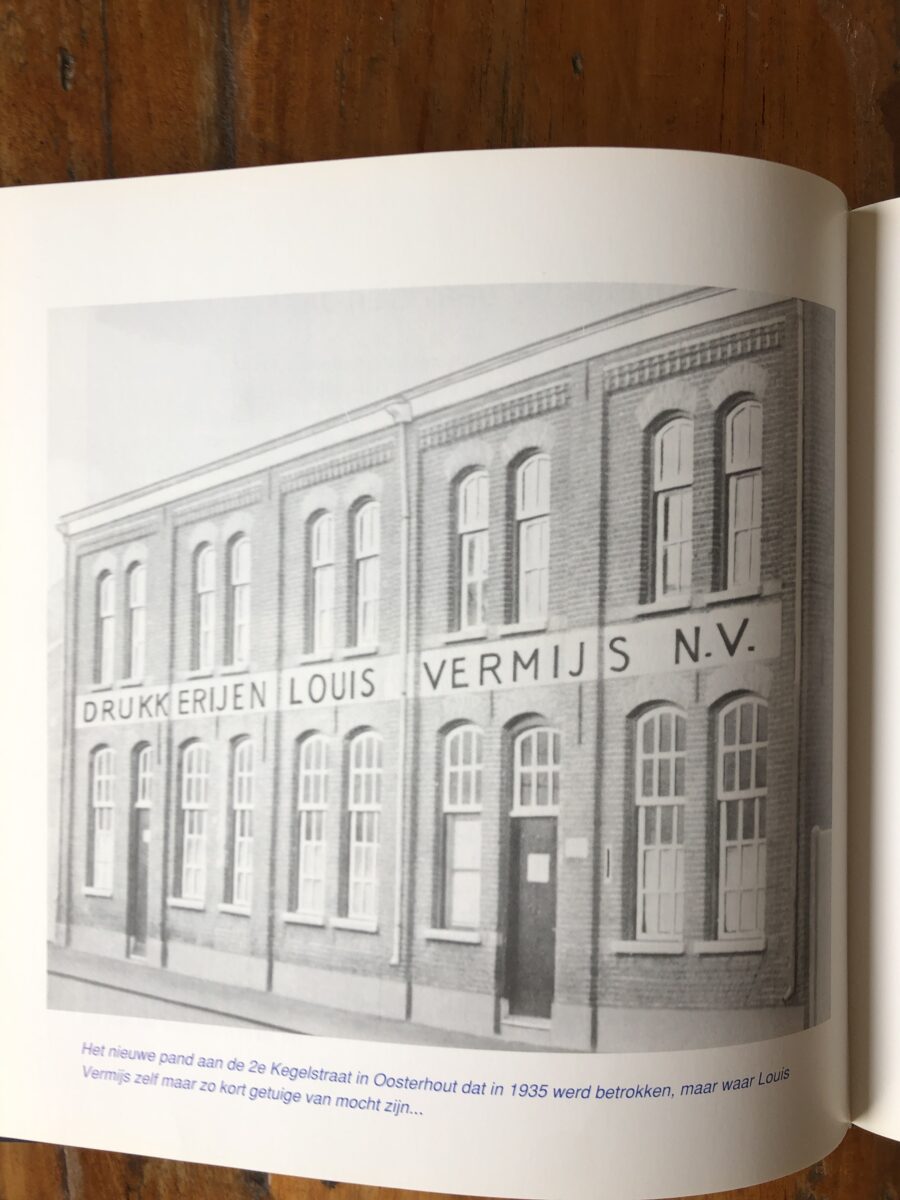 DRUKKERIJEN LOUIS VERMIJS N.V.
Het nieuwe pand aan de 2e Kegelstraat in Oosterhout dat in 1935 werd betrokken, maar waar Louis
Vermijs zelf maar zo kort getuige van mocht zijn...